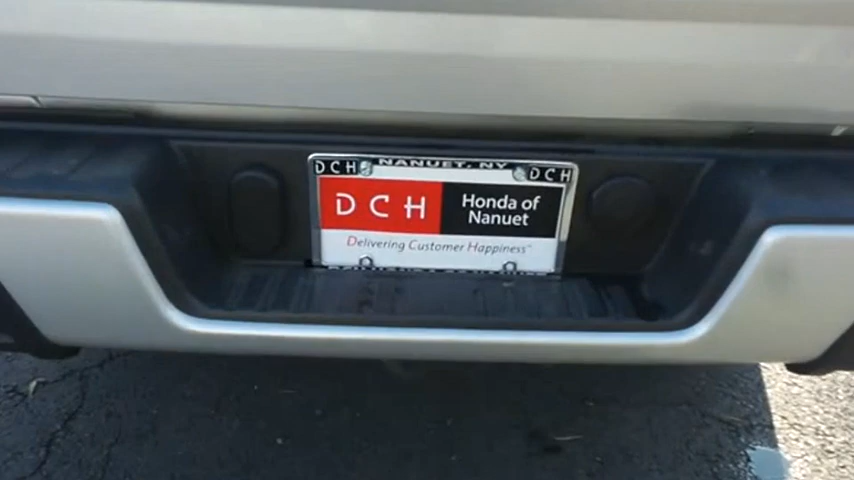 DCH NANUET, NY DCH
DCH
Honda of
Nanuet
Delivering Customer Happiness™